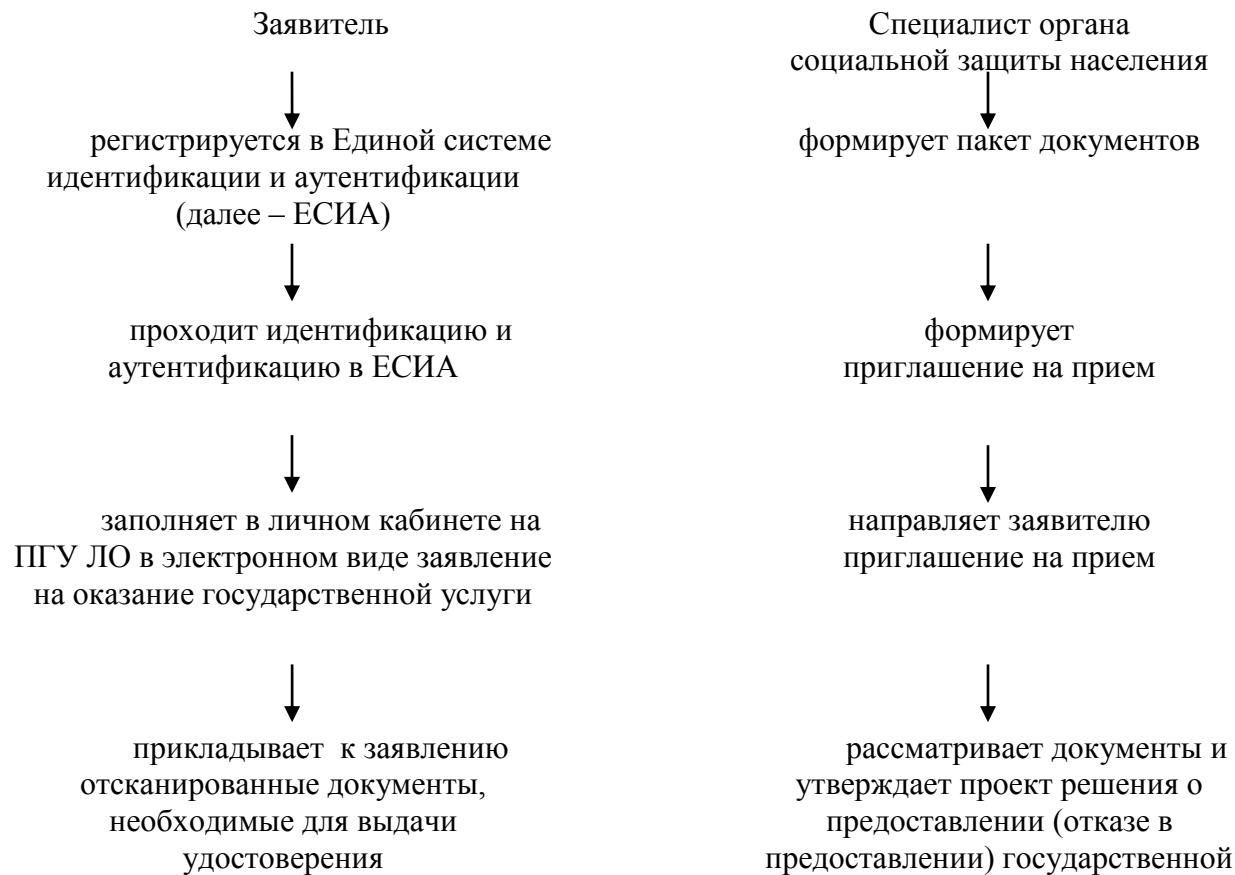 Заявитель
регистрируется в Единой системе
идентификации и аутентификации
(далее – ЕСИА)
проходит идентификацию и
аутентификацию в ЕСИА
заполняет в личном кабинете на
ПГУ ЛО в электронном виде заявление
на оказание государственной услуги
прикладывает к заявлению
отсканированные документы,
необходимые для выдачи
удостоверения
Специалист органа
социальной защиты населения
формирует пакет документов
формирует
приглашение на прием
направляет заявителю
приглашение на прием
рассматривает документы и
утверждает проект решения о
предоставлении (отказе в
предоставлении) государственной